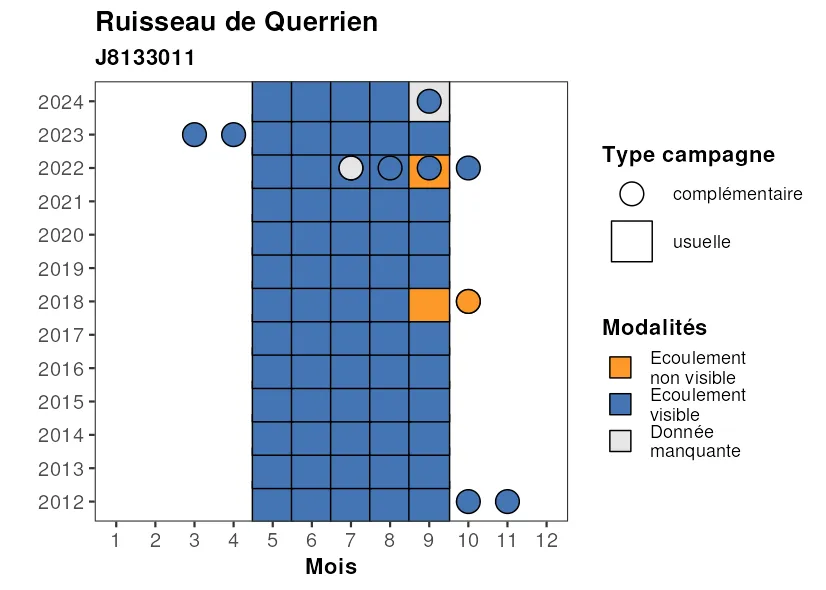 Ruisseau de Querrien
J8133011
2024
2023
2022
2021
2020
2019
2018
2017
2016
2015
2014
2013
2012
1 2 3 4 5 6 7 8 9 10 11 12
Mois
Type campagne
complémentaire
usuelle
Modalités
Ecoulement
non visible
Ecoulement
visible
Donnée
manquante